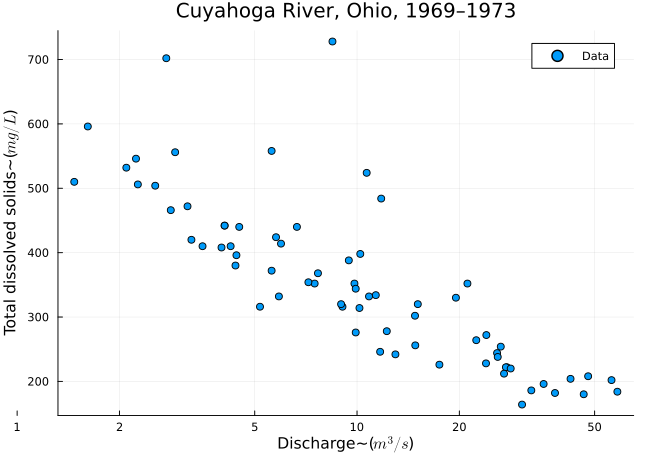 Cuyahoga River, Ohio, 1969–1973
Data
700
600
500
400
300
200
Total dissolved solids~(mg/L)
1 2 5 10 20 50
Discharge~(m³/s)